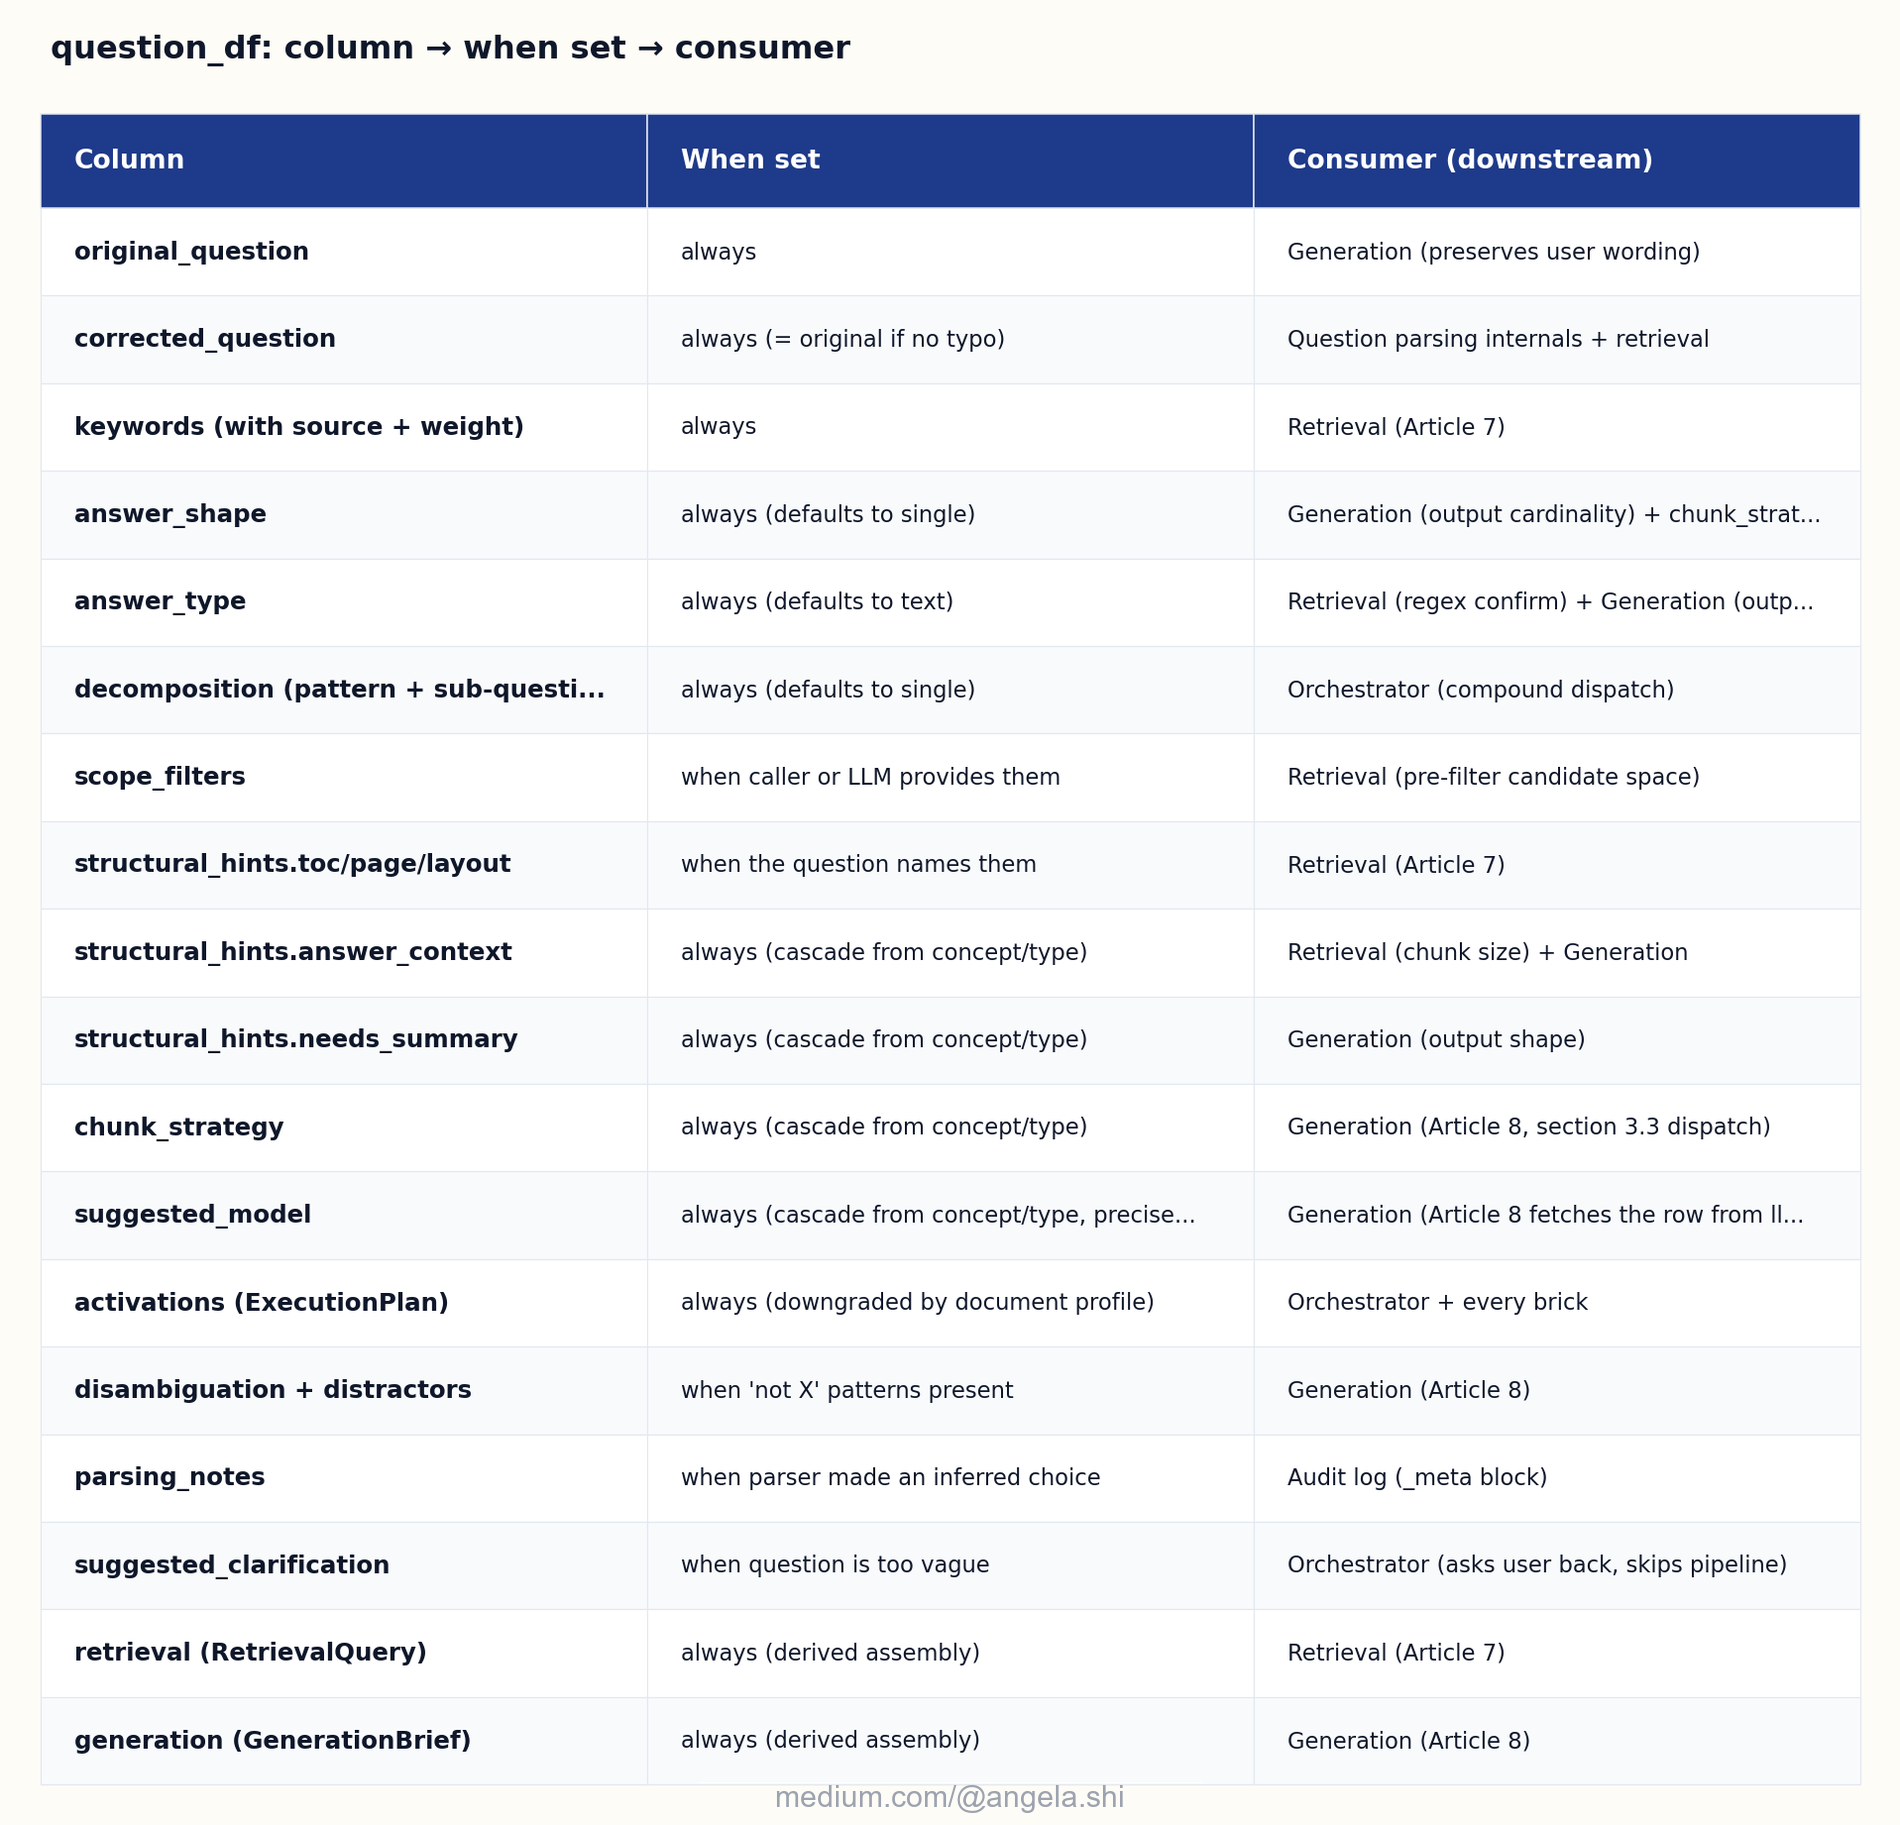 question_df: column → when set → consumer
Column When set Consumer (downstream)
original_question always Generation (preserves user wording)
corrected_question always (= original if no typo) Question parsing internals + retrieval
keywords (with source + weight) always Retrieval (Article 7)
answer_shape always (defaults to single) Generation (output cardinality) + chunk_strat...
answer_type always (defaults to text) Retrieval (regex confirm) + Generation (outp...
decomposition (pattern + sub-questi... always (defaults to single) Orchestrator (compound dispatch)
scope_filters when caller or LLM provides them Retrieval (pre-filter candidate space)
structural_hints.toc/page/layout when the question names them Retrieval (Article 7)
structural_hints.answer_context always (cascade from concept/type) Retrieval (chunk size) + Generation
structural_hints.needs_summary always (cascade from concept/type) Generation (output shape)
chunk_strategy always (cascade from concept/type) Generation (Article 8, section 3.3 dispatch)
suggested_model always (cascade from concept/type, precise... Generation (Article 8 fetches the row from ll...
activations (ExecutionPlan) always (downgraded by document profile) Orchestrator + every brick
disambiguation + distractors when 'not X' patterns present Generation (Article 8)
parsing_notes when parser made an inferred choice Audit log (_meta block)
suggested_clarification when question is too vague Orchestrator (asks user back, skips pipeline)
retrieval (RetrievalQuery) always (derived assembly) Retrieval (Article 7)
generation (GenerationBrief) always (derived assembly) Generation (Article 8)
medium.com/@angela.shi